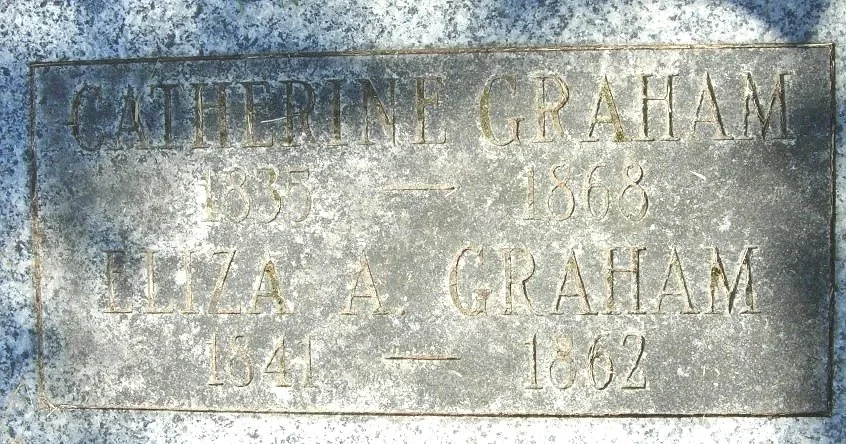 CATHERINE GRAHAM
1835 — 1868
ELIZA A. GRAHAM
1841 — 1862